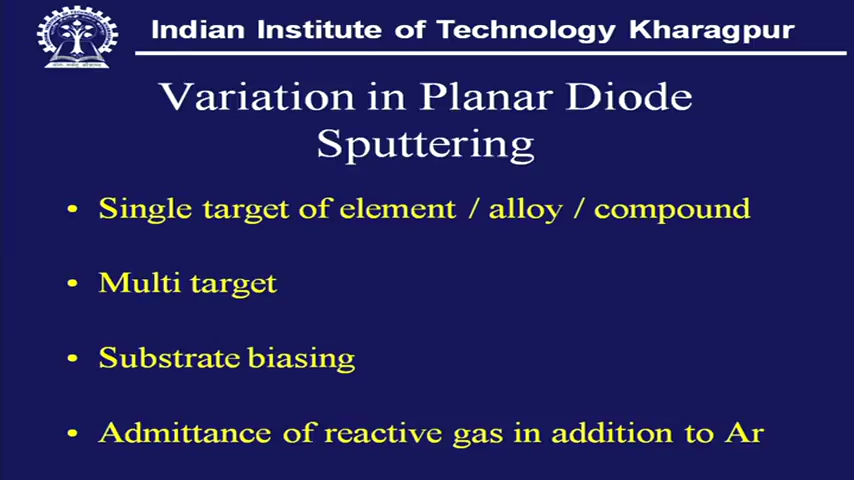 Indian Institute of Technology Kharagpur
Variation in Planar Diode
Sputtering
• Single target of element / alloy / compound
• Multi target
• Substrate biasing
• Admittance of reactive gas in addition to Ar